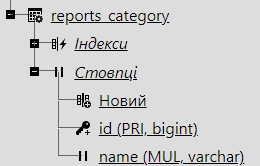 reports_category
Індекси
Стовпці
Новий
id (PRI, bigint)
name (MUL, varchar)